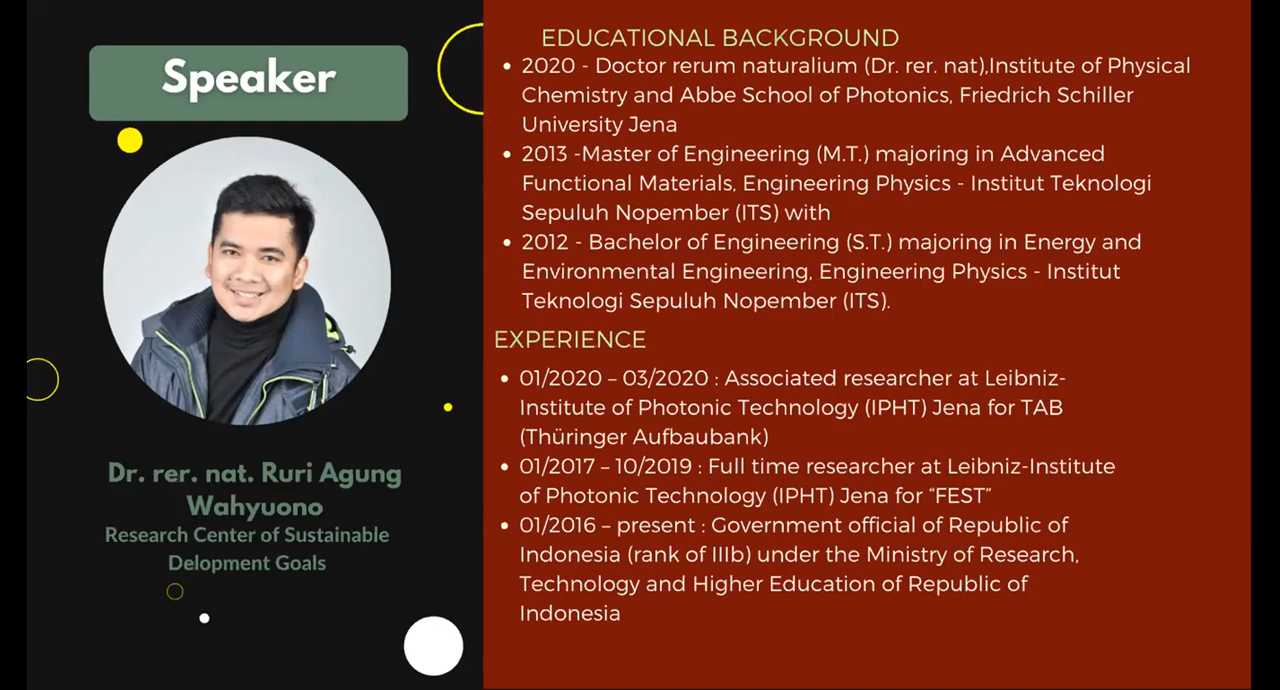 Speaker
Dr. rer. nat. Ruri Agung
Wahyuono
Research Center of Sustainable
Delopment Goals
EDUCATIONAL BACKGROUND
• 2020 - Doctor rerum naturalium (Dr. rer. nat),Institute of Physical
Chemistry and Abbe School of Photonics, Friedrich Schiller
University Jena
• 2013 -Master of Engineering (M.T.) majoring in Advanced
Functional Materials, Engineering Physics - Institut Teknologi
Sepuluh Nopember (ITS) with
• 2012 - Bachelor of Engineering (S.T.) majoring in Energy and
Environmental Engineering, Engineering Physics - Institut
Teknologi Sepuluh Nopember (ITS).
EXPERIENCE
• 01/2020 – 03/2020 : Associated researcher at Leibniz-
Institute of Photonic Technology (IPHT) Jena for TAB
(Thüringer Aufbaubank)
• 01/2017 – 10/2019 : Full time researcher at Leibniz-Institute
of Photonic Technology (IPHT) Jena for “FEST”
• 01/2016 – present : Government official of Republic of
Indonesia (rank of IIIb) under the Ministry of Research,
Technology and Higher Education of Republic of
Indonesia